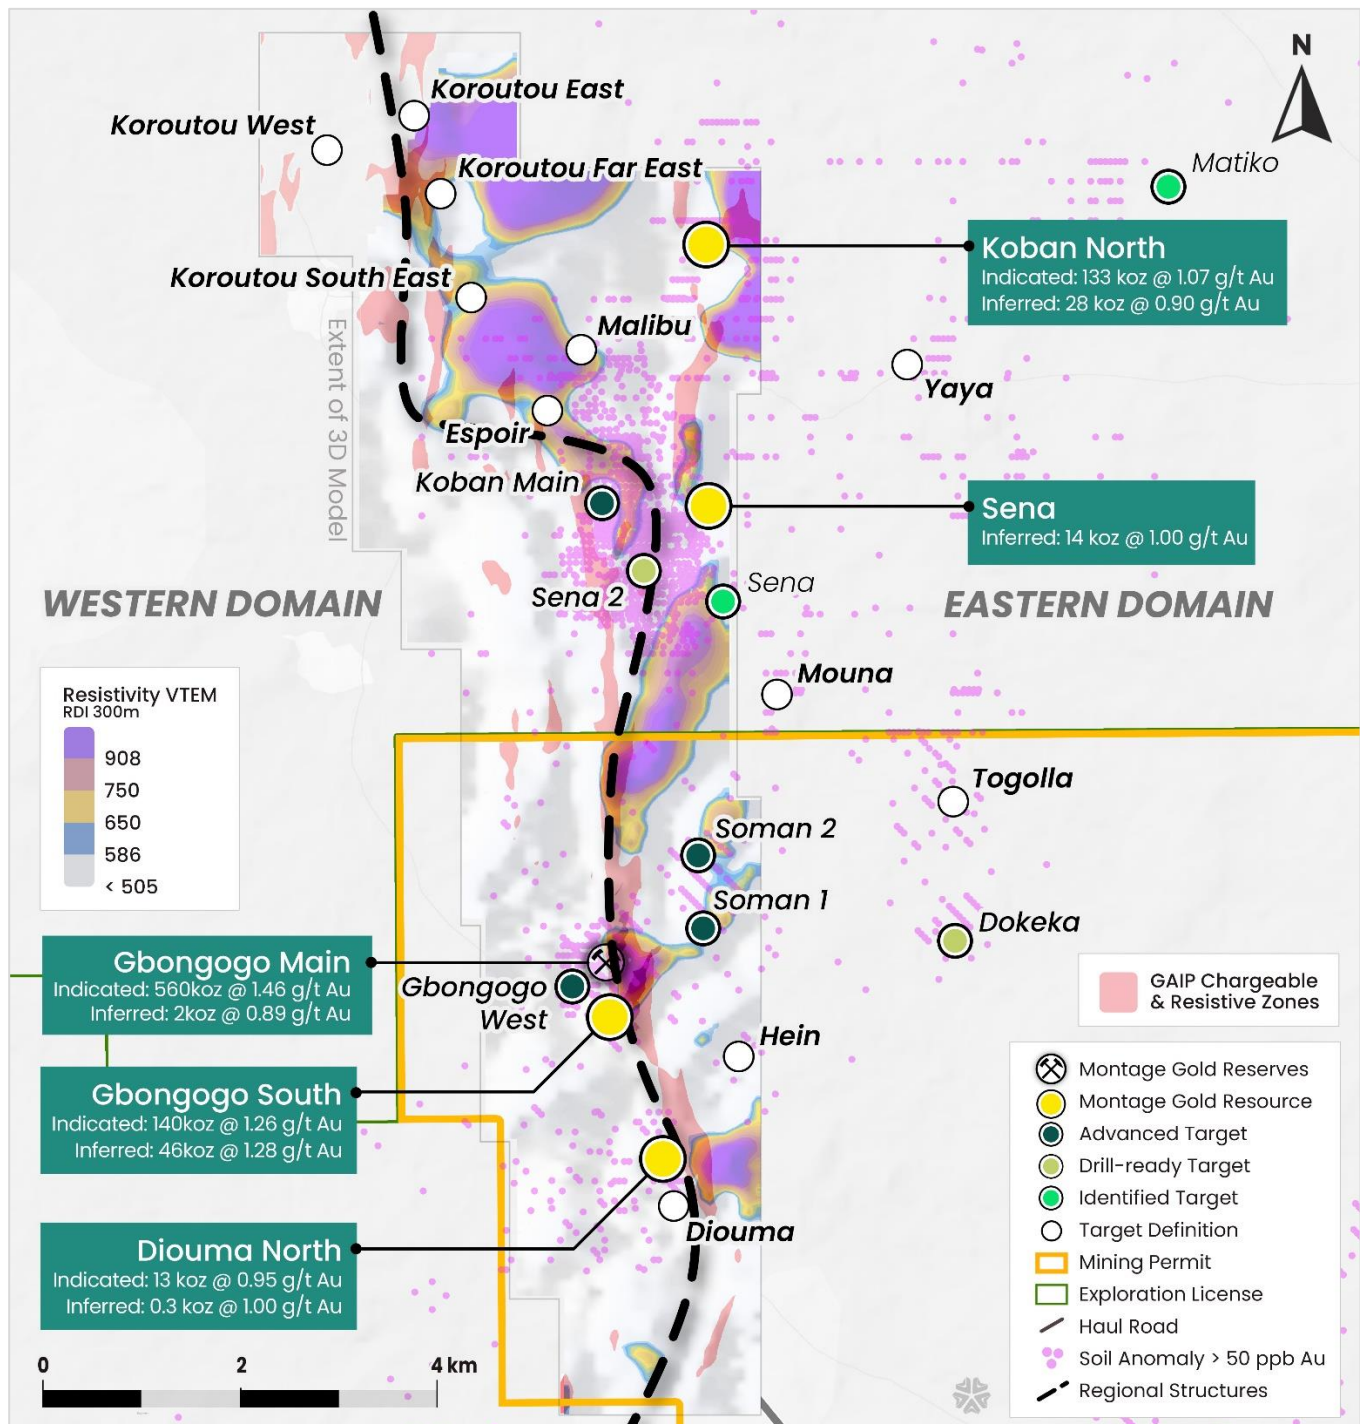 N
Koroutou East
Koroutou West
Koroutou Far East
Matiko
Koban North
Indicated: 133 koz @ 1.07 g/t Au
Inferred: 28 koz @ 0.90 g/t Au
Koroutou South East
Malibu
Extent of 3D Model
Yaya
Espoir
Koban Main
Sena
Inferred: 14 koz @ 1.00 g/t Au
Sena 2
Sena
WESTERN DOMAIN
EASTERN DOMAIN
Mouna
Resistivity VTEM
RDI 300m
908
750
650
586
< 505
Togolla
Soman 2
Soman 1
Dokeka
Gbongogo Main
Indicated: 560koz @ 1.46 g/t Au
Inferred: 2koz @ 0.89 g/t Au
Gbongogo
West
GAIP Chargeable
& Resistive Zones
Hein
Gbongogo South
Indicated: 140koz @ 1.26 g/t Au
Inferred: 46koz @ 1.28 g/t Au
Diouma
Diouma North
Indicated: 13 koz @ 0.95 g/t Au
Inferred: 0.3 koz @ 1.00 g/t Au
Montage Gold Reserves
Montage Gold Resource
Advanced Target
Drill-ready Target
Identified Target
Target Definition
Mining Permit
Exploration License
Haul Road
Soil Anomaly > 50 ppb Au
Regional Structures
0 2 4 km